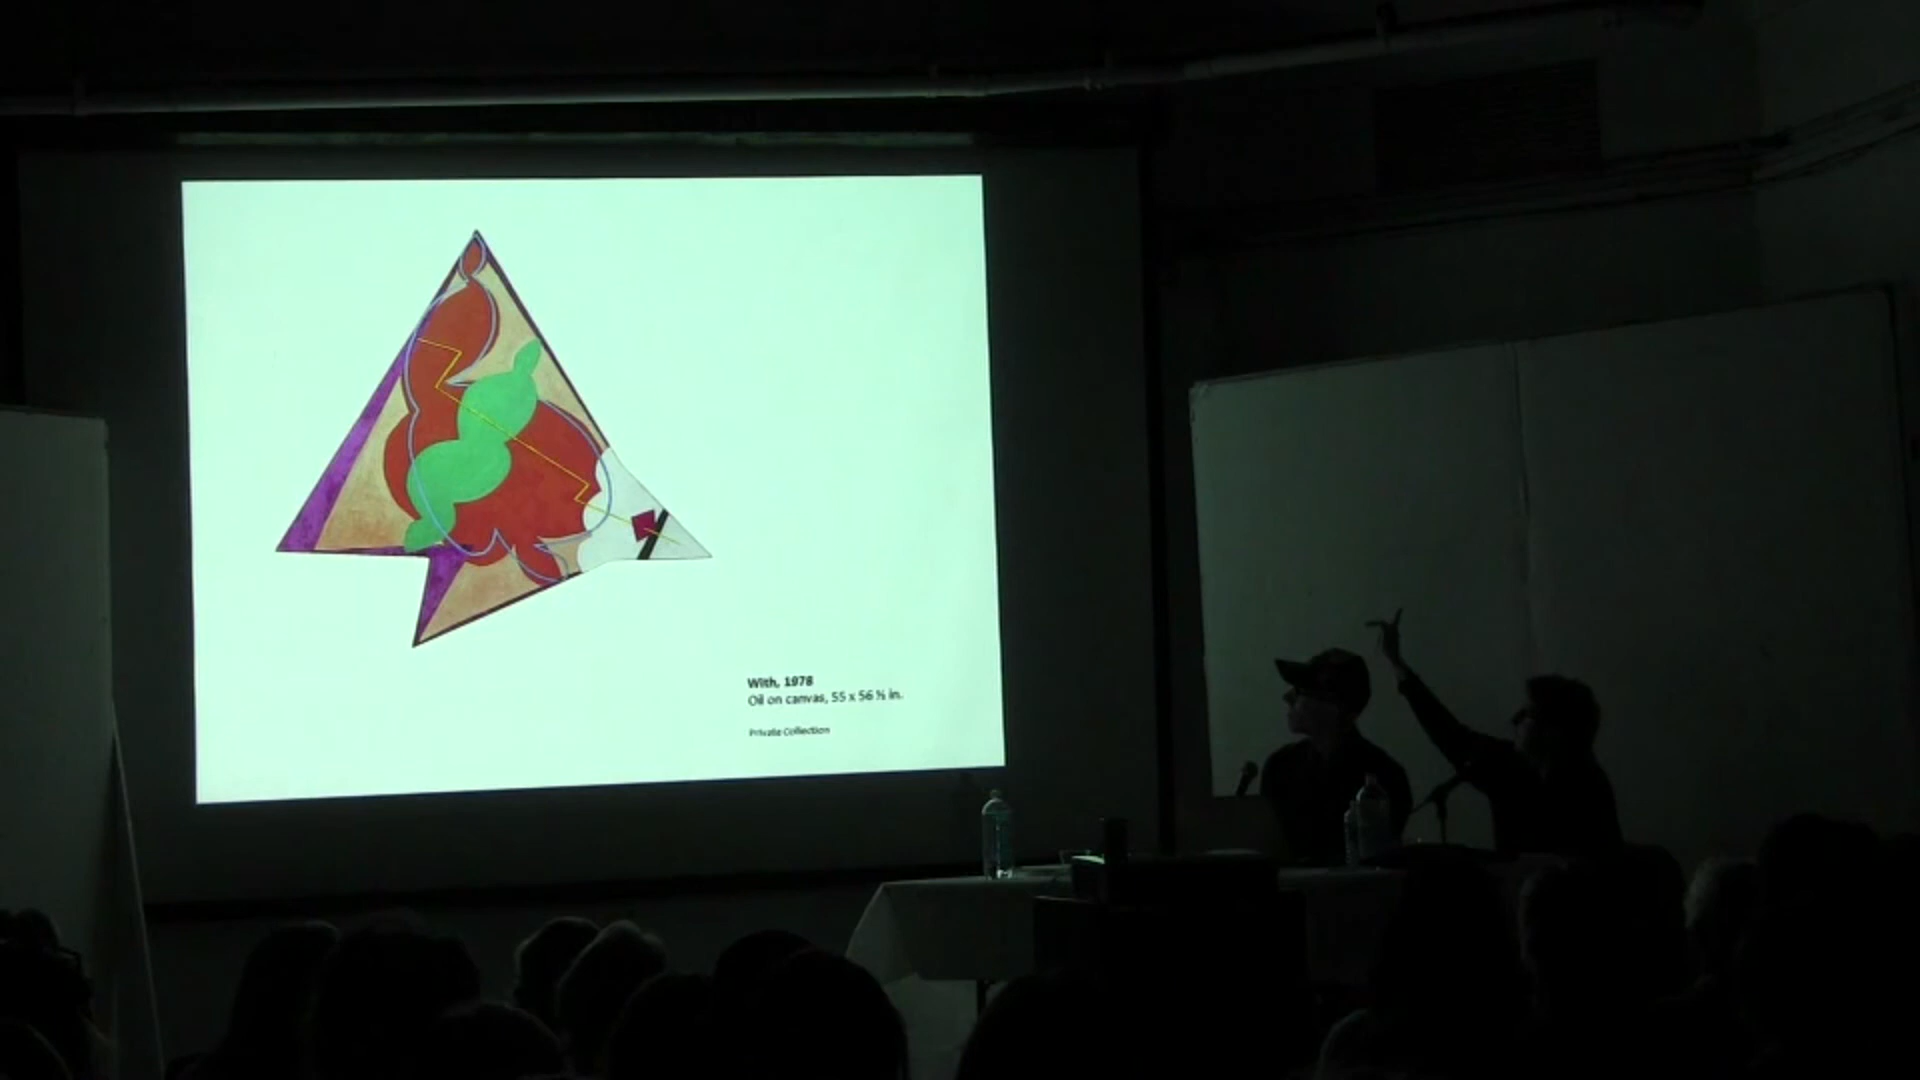 With, 1978
Oil on canvas, 55 x 56 ½ in.
Private Collection